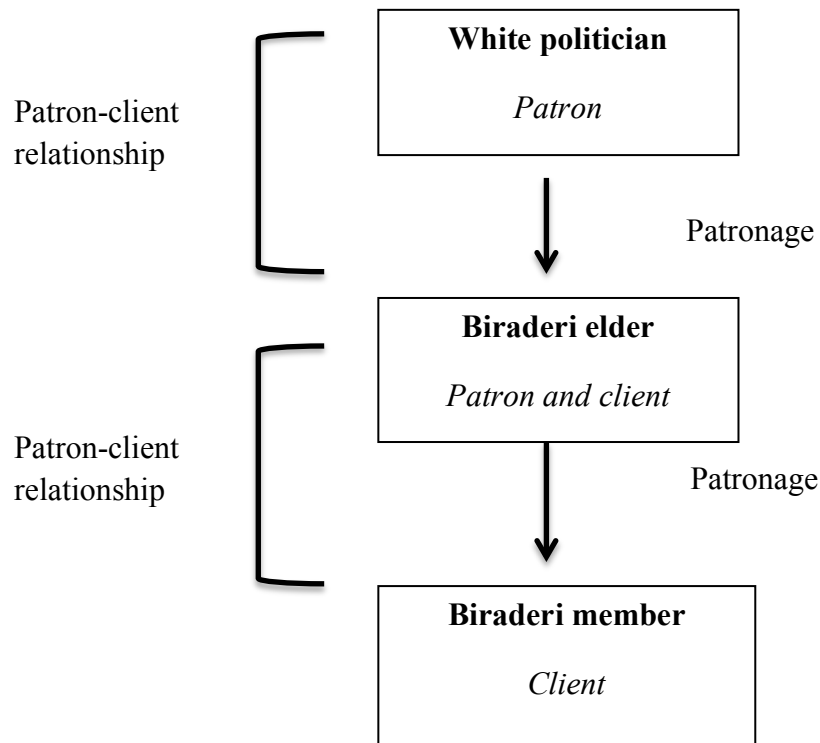 White politician
Patron
Patron-client
relationship
Patronage
Biraderi elder
Patron and client
Patron-client
relationship
Patronage
Biraderi member
Client